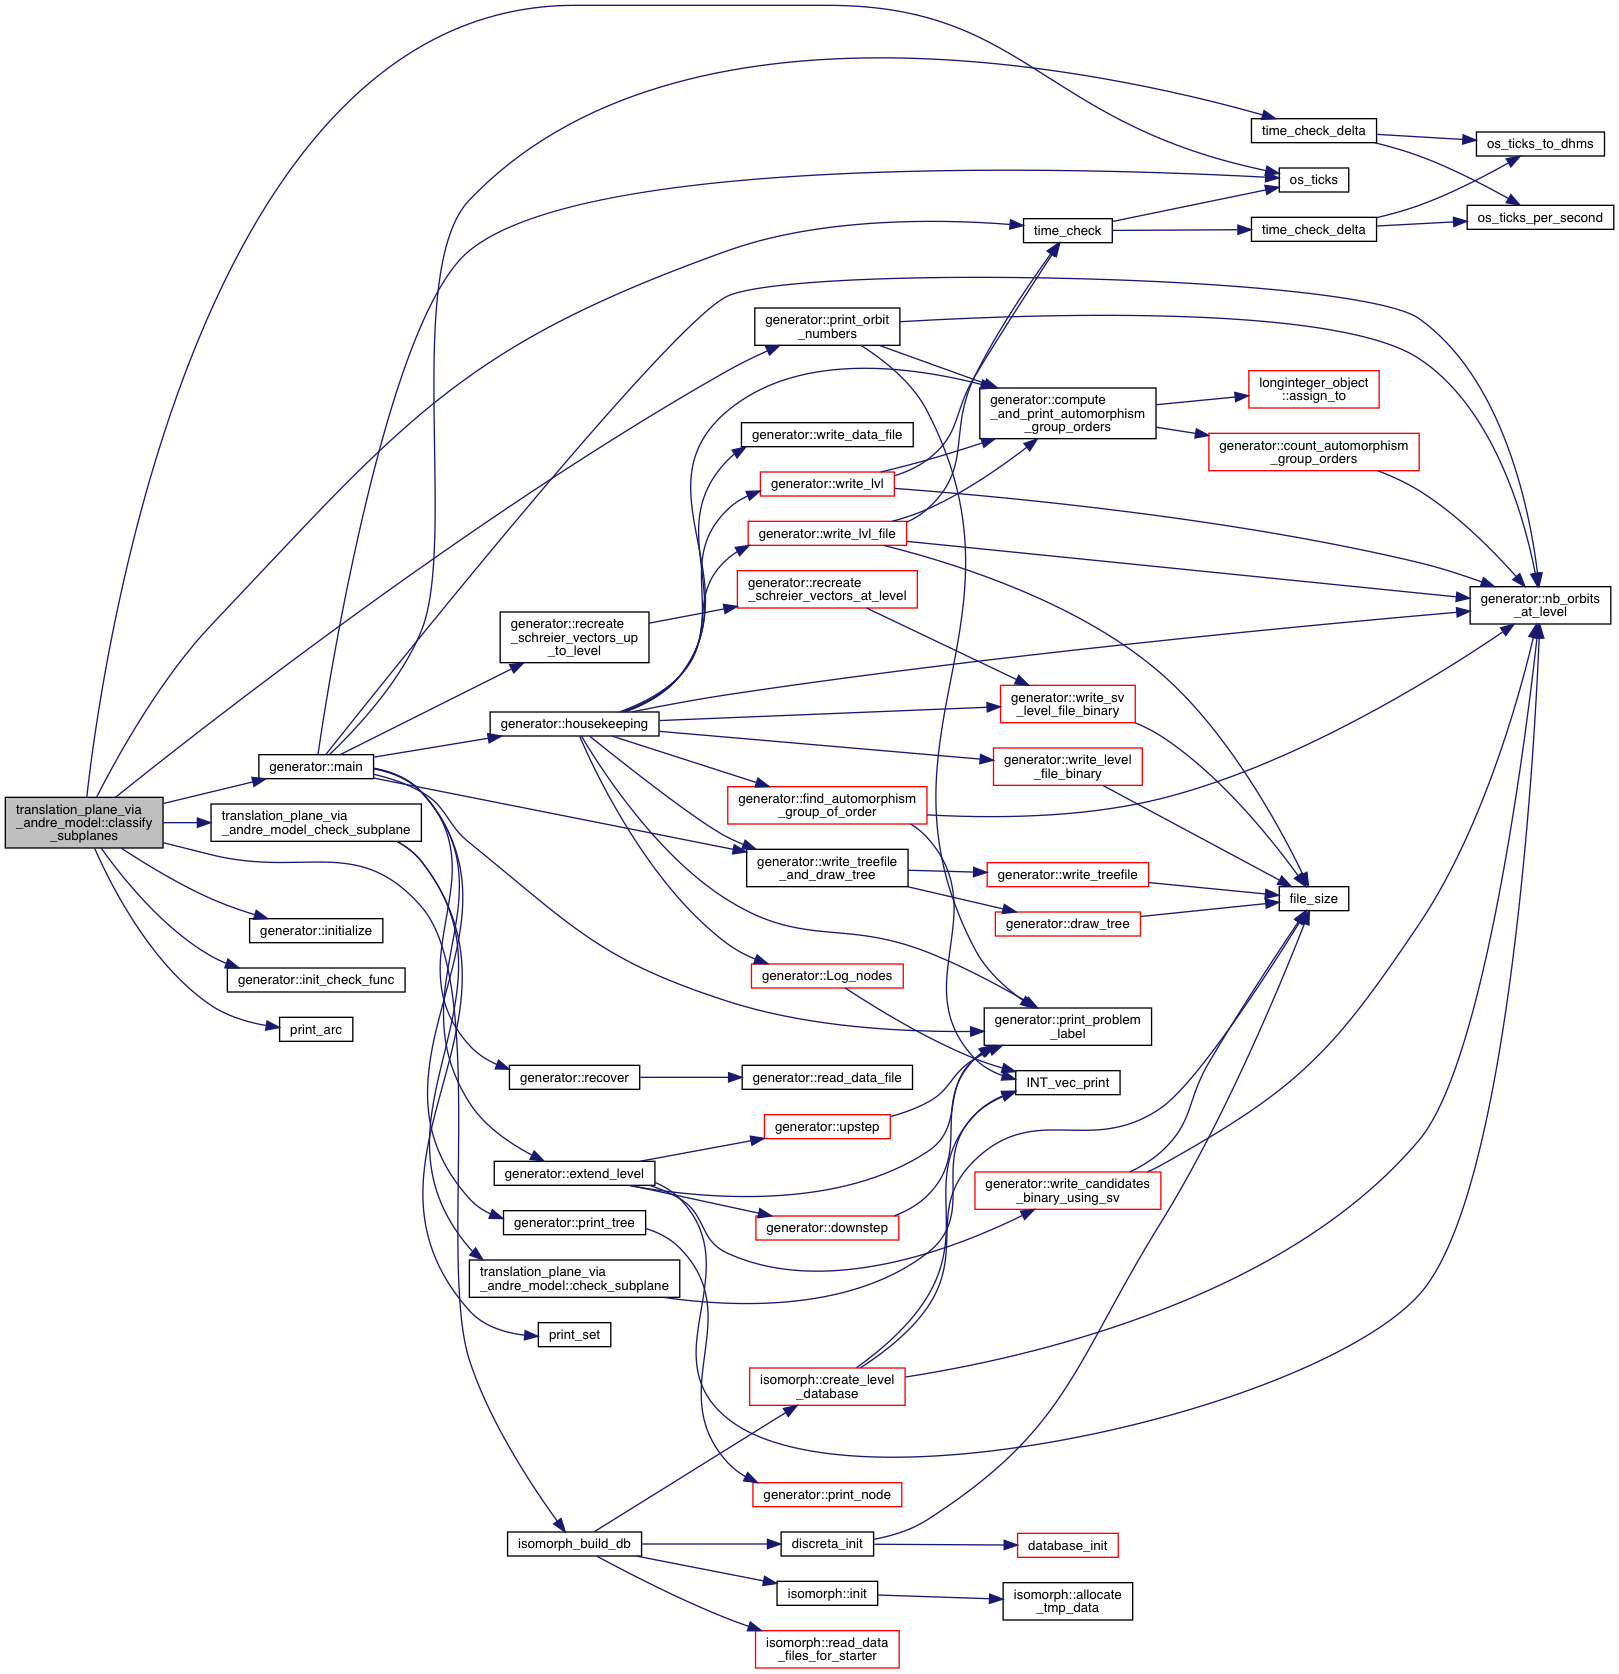 time_check_delta
os_ticks_to_dhms
os_ticks
os_ticks_per_second
time_check
time_check_delta
generator::print_orbit
_numbers
generator::compute
_and_print_automorphism
_group_orders
longinteger_object
::assign_to
generator::write_data_file
generator::count_automorphism
_group_orders
generator::write_lvl
generator::write_lvl_file
generator::recreate
_schreier_vectors_at_level
generator::nb_orbits
_at_level
generator::recreate
_schreier_vectors_up
_to_level
generator::write_sv
_level_file_binary
generator::housekeeping
generator::main
generator::write_level
_file_binary
generator::find_automorphism
_group_of_order
translation_plane_via
_andre_model::classify
_subplanes
translation_plane_via
_andre_model_check_subplane
generator::write_treefile
_and_draw_tree
generator::write_treefile
file_size
generator::draw_tree
generator::initialize
generator::Log_nodes
generator::init_check_func
print_arc
generator::print_problem
_label
generator::recover
generator::read_data_file
INT_vec_print
generator::upstep
generator::extend_level
generator::write_candidates
_binary_using_sv
generator::print_tree
generator::downstep
translation_plane_via
_andre_model::check_subplane
print_set
isomorph::create_level
_database
generator::print_node
isomorph_build_db
discreta_init
database_init
isomorph::init
isomorph::allocate
_tmp_data
isomorph::read_data
_files_for_starter